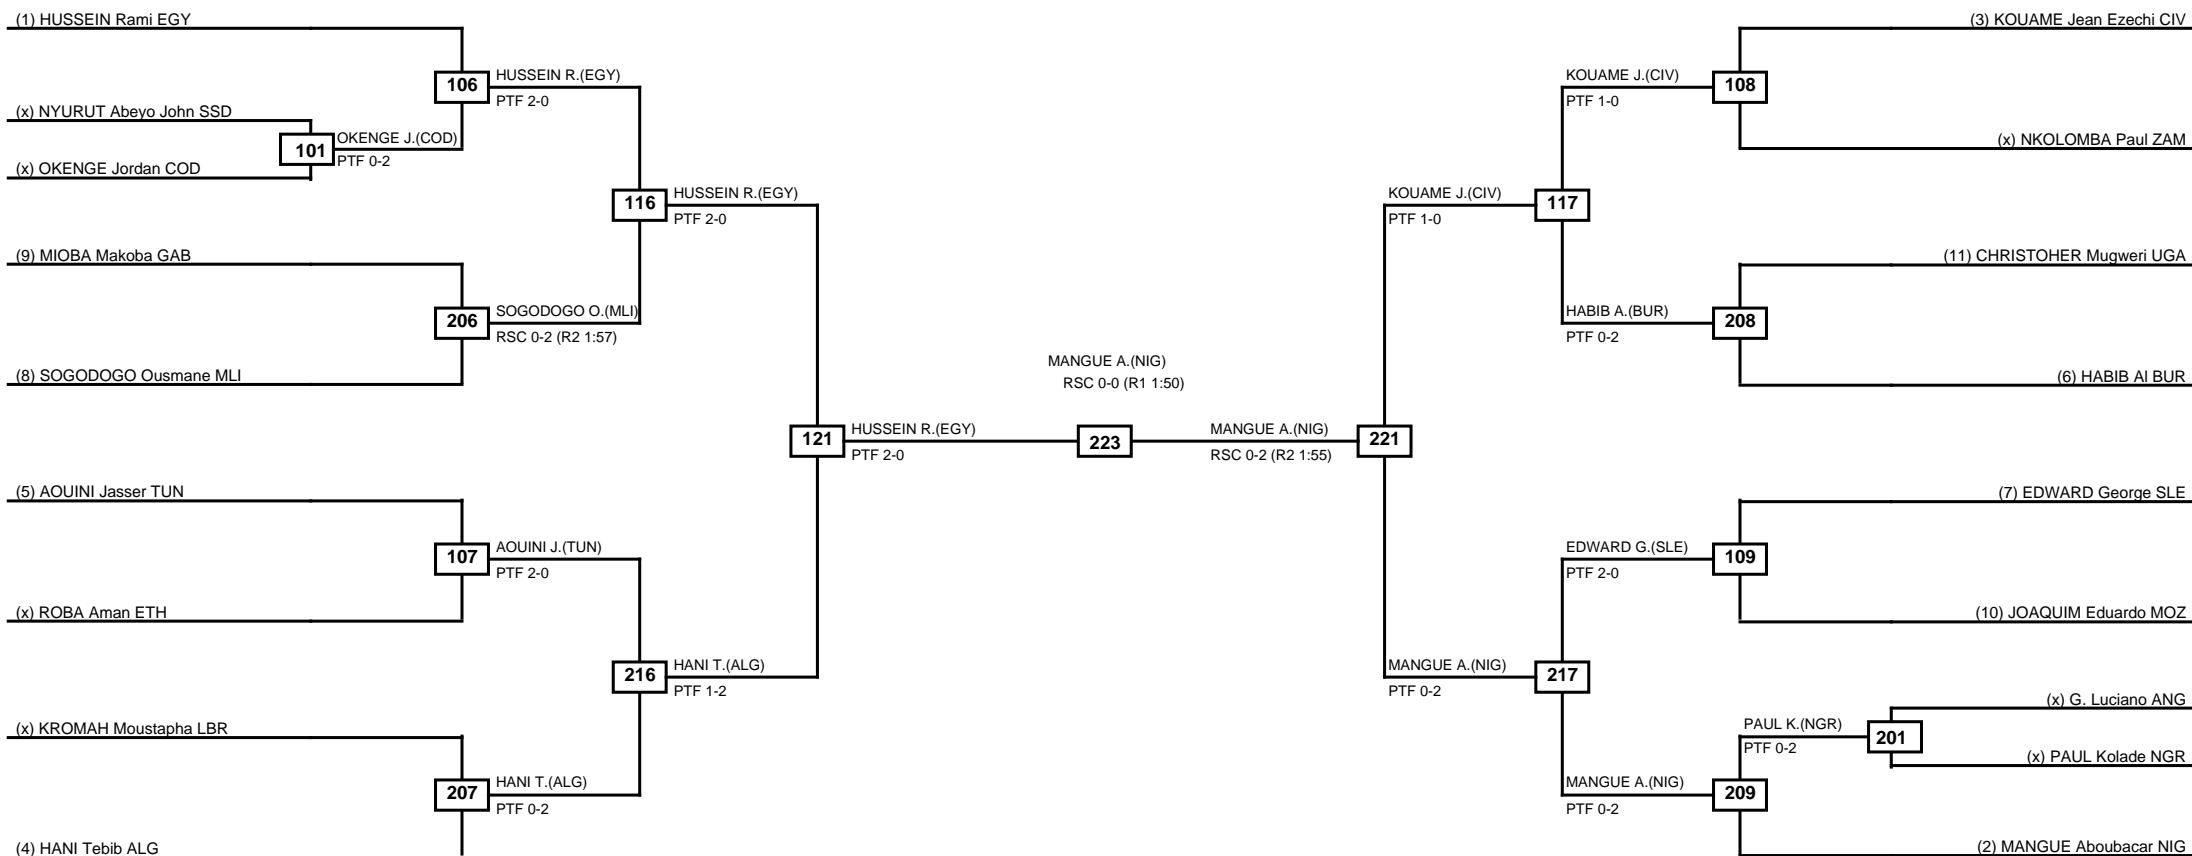 (1) HUSSEIN Rami EGY
(3) KOUAME Jean Ezechi CIV
106
HUSSEIN R.(EGY)
PTF 2-0
KOUAME J.(CIV)
PTF 1-0
108
(x) NYURUT Abeyo John SSD
101
OKENGE J.(COD)
PTF 0-2
(x) OKENGE Jordan COD
(x) NKOLOMBA Paul ZAM
116
HUSSEIN R.(EGY)
PTF 2-0
KOUAME J.(CIV)
PTF 1-0
117
(9) MIOBA Makoba GAB
(11) CHRISTOHER Mugweri UGA
206
SOGODOGO O.(MLI)
RSC 0-2 (R2 1:57)
HABIB A.(BUR)
PTF 0-2
208
(8) SOGODOGO Ousmane MLI
(6) HABIB Al BUR
MANGUE A.(NIG)
RSC 0-0 (R1 1:50)
121
HUSSEIN R.(EGY)
PTF 2-0
223
MANGUE A.(NIG)
RSC 0-2 (R2 1:55)
221
(5) AOUINI Jasser TUN
(7) EDWARD George SLE
107
AOUINI J.(TUN)
PTF 2-0
EDWARD G.(SLE)
PTF 2-0
109
(x) ROBA Aman ETH
(10) JOAQUIM Eduardo MOZ
216
HANI T.(ALG)
PTF 1-2
MANGUE A.(NIG)
PTF 0-2
217
(x) KROMAH Moustapha LBR
(x) G. Luciano ANG
PAUL K.(NGR)
PTF 0-2
201
(x) PAUL Kolade NGR
207
HANI T.(ALG)
PTF 0-2
MANGUE A.(NIG)
PTF 0-2
209
(4) HANI Tebib ALG
(2) MANGUE Aboubacar NIG